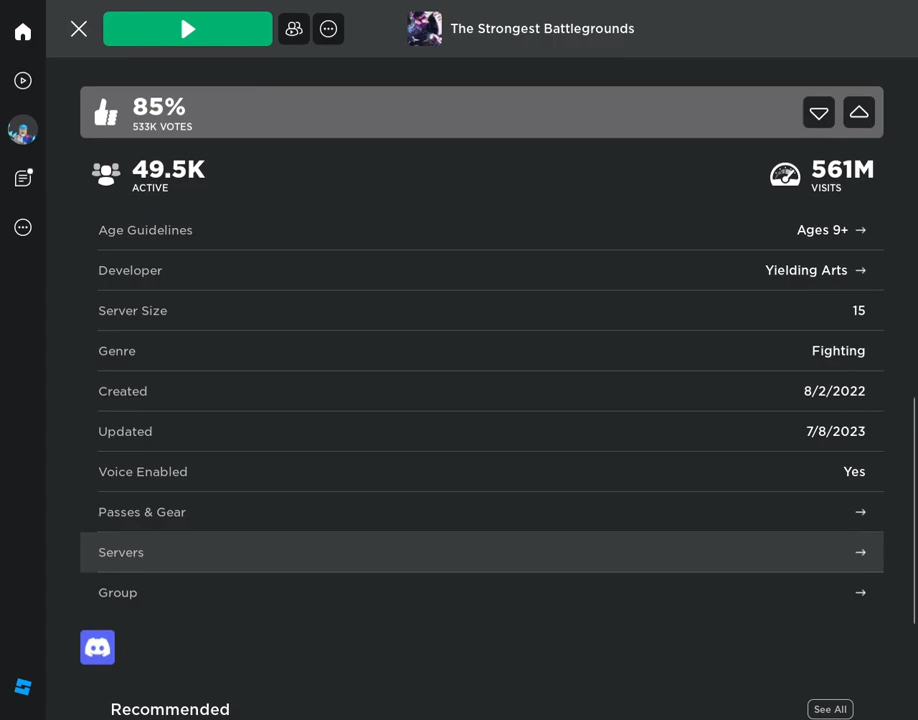 The Strongest Battlegrounds
85%
533K VOTES
49.5K
ACTIVE
561M
VISITS
Age Guidelines Ages 9+ →
Developer Yielding Arts →
Server Size 15
Genre Fighting
Created 8/2/2022
Updated 7/8/2023
Voice Enabled Yes
Passes & Gear →
Servers →
Group →
Recommended See All